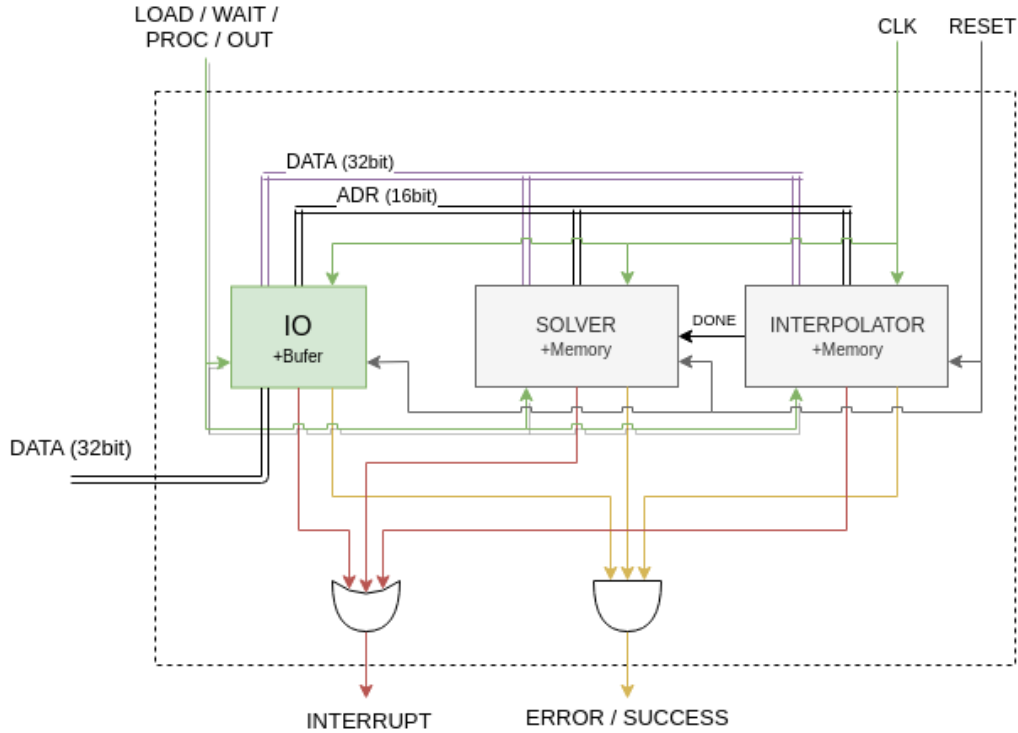 LOAD / WAIT /
PROC / OUT
CLK
RESET
DATA (32bit)
ADR (16bit)
IO
+Bufer
SOLVER
+Memory
DONE
INTERPOLATOR
+Memory
DATA (32bit)
INTERRUPT
ERROR / SUCCESS